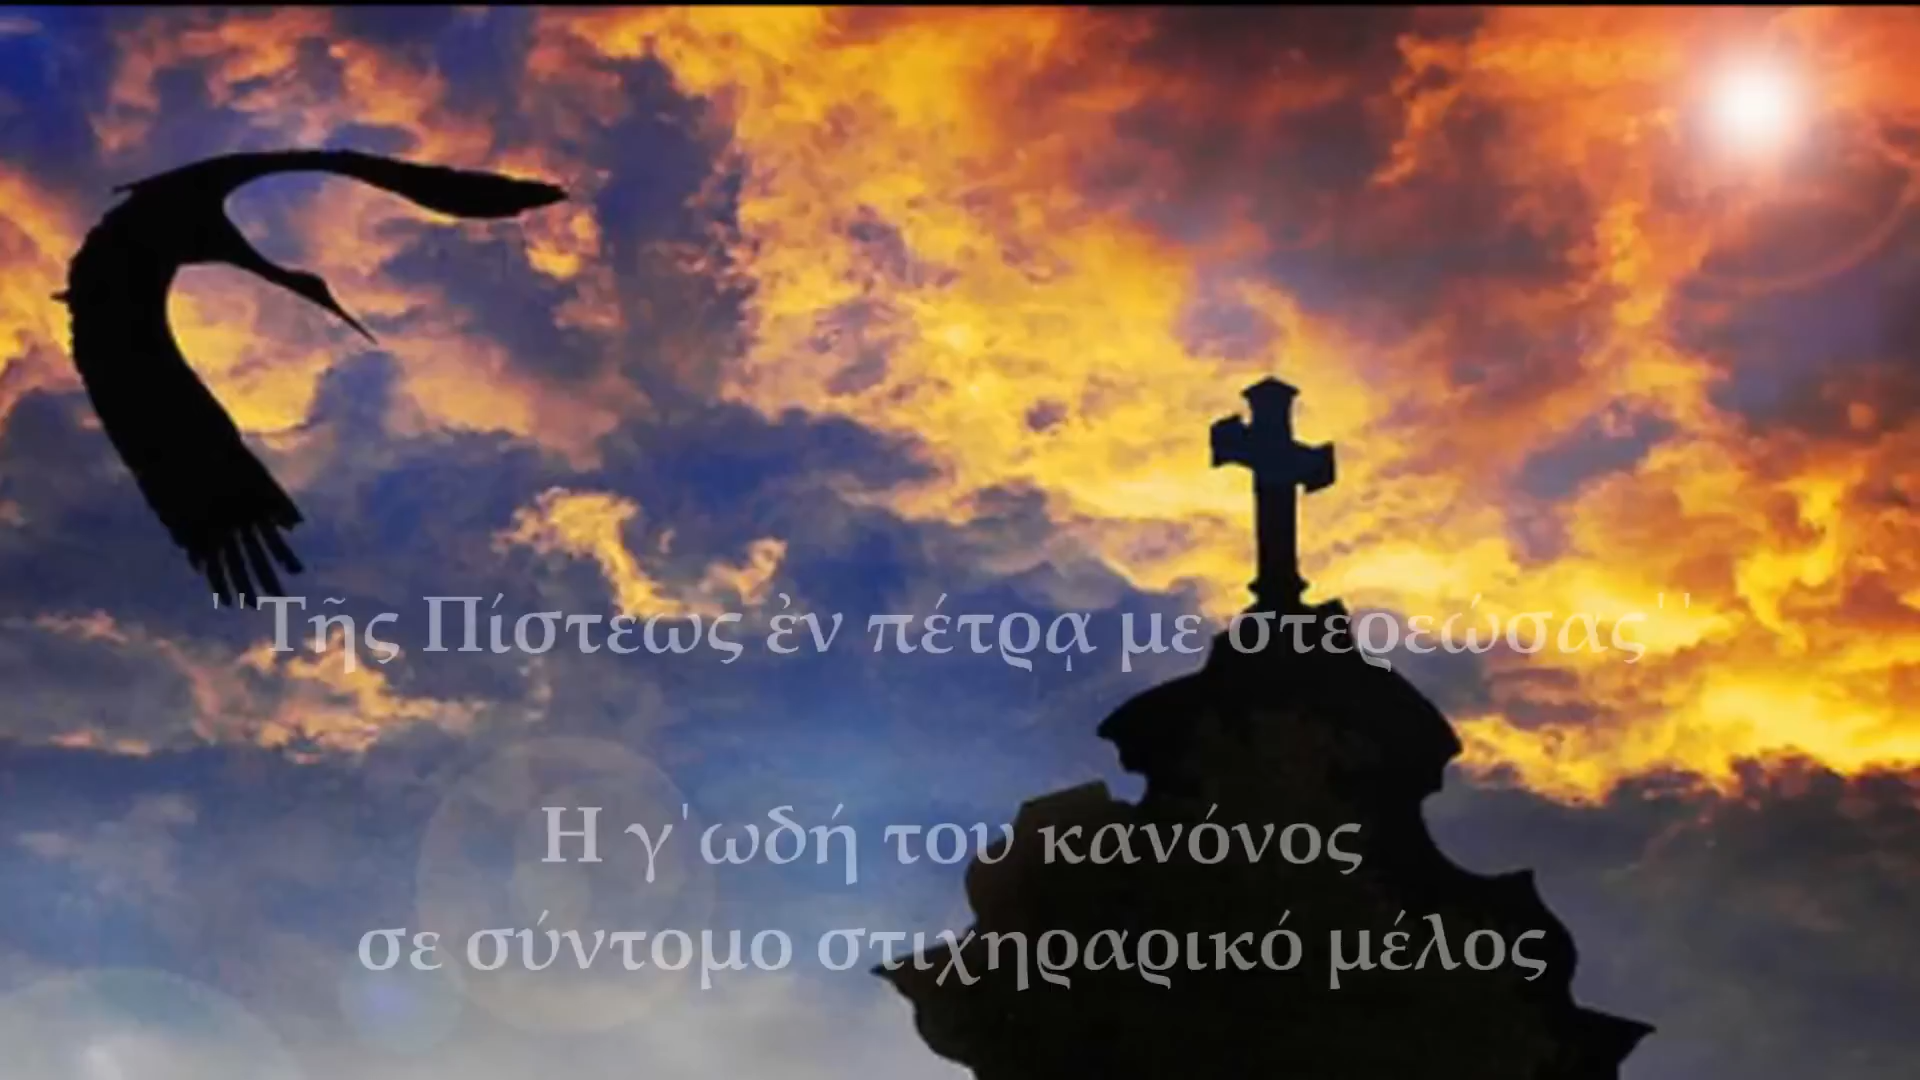 ''Τῆς Πίστεως ἐν πέτρᾳ με στερεώσας''
Η γ'ωδή του κανόνος
σε σύντομο στιχηραρικό μέλος